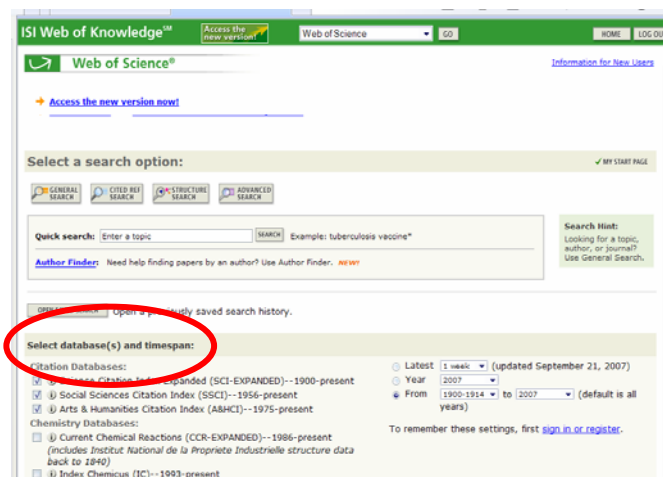 ISI Web of Knowledge℠ Access the new version! Web of Science GO HOME LOG OU
Web of Science® Information for New Users
Access the new version now!
Select a search option: MY START PAGE
GENERAL SEARCH CITED REF SEARCH STRUCTURE SEARCH ADVANCED SEARCH
Quick search: Enter a topic SEARCH Example: tuberculosis vaccine*
Author Finder: Need help finding papers by an author? Use Author Finder. NEW!
Search Hint:
Looking for a topic,
author, or journal?
Use General Search.
Open a previously saved search history.
Select database(s) and timespan:
Citation Databases:
Science Citation Index Expanded (SCI-EXPANDED)--1900-present
Social Sciences Citation Index (SSCI)--1956-present
Arts & Humanities Citation Index (A&HCI)--1975-present
Chemistry Databases:
Current Chemical Reactions (CCR-EXPANDED)--1986-present
(includes Institut National de la Propriete Industrielle structure data
back to 1840)
Index Chemicus (IC)--1993-present
Latest 1 week (updated September 21, 2007)
Year 2007
From 1900-1914 to 2007 (default is all
years)
To remember these settings, first sign in or register.